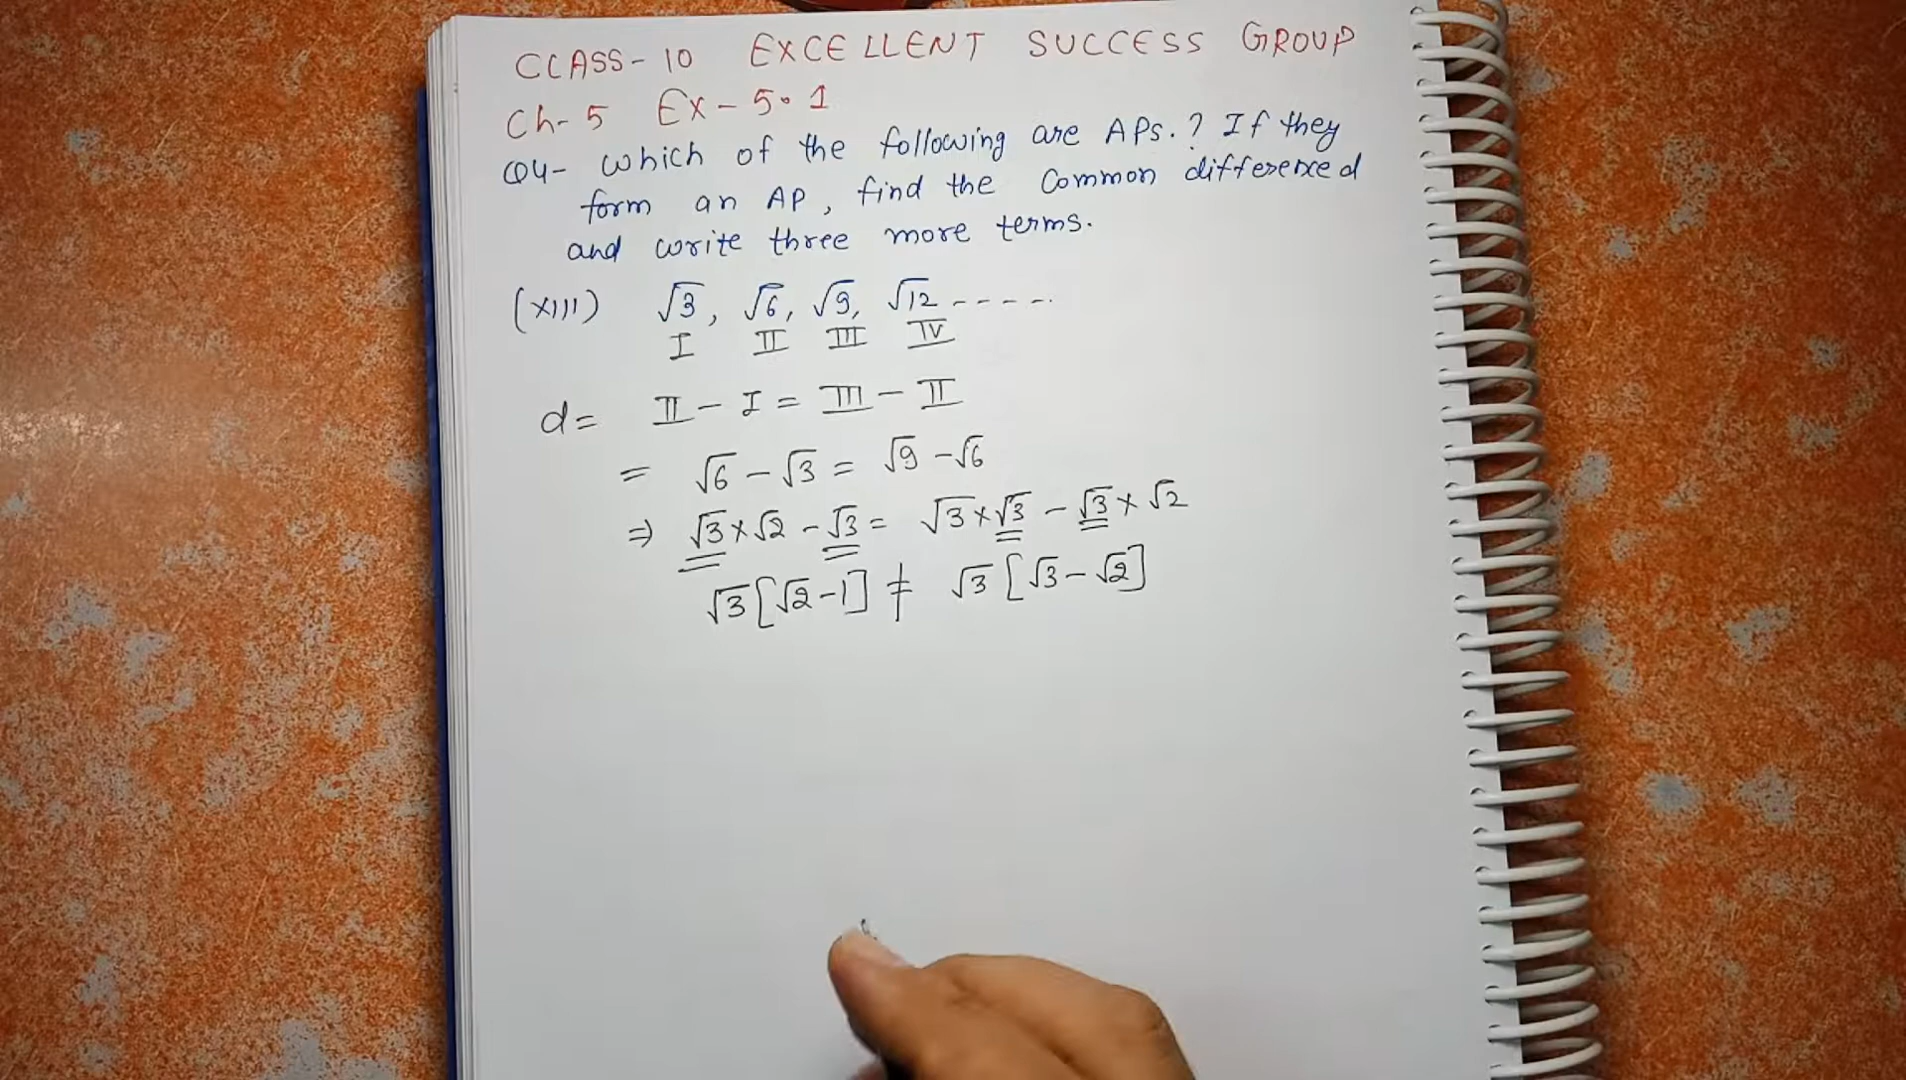 CLASS-10 EXCELLENT SUCCESS GROUP
Ch-5 Ex-5.1
Q4- Which of the following are APs.? If they
form an AP, find the Common difference d
and write three more terms.
(XIII) √3, √6, √9, √12 -----.
I II III IV
d = II - I = III - II
= √6 - √3 = √9 - √6
⇒ √3×√2 - √3 = √3×√3 - √3×√2
√3[√2-1] ≠ √3[√3-√2]